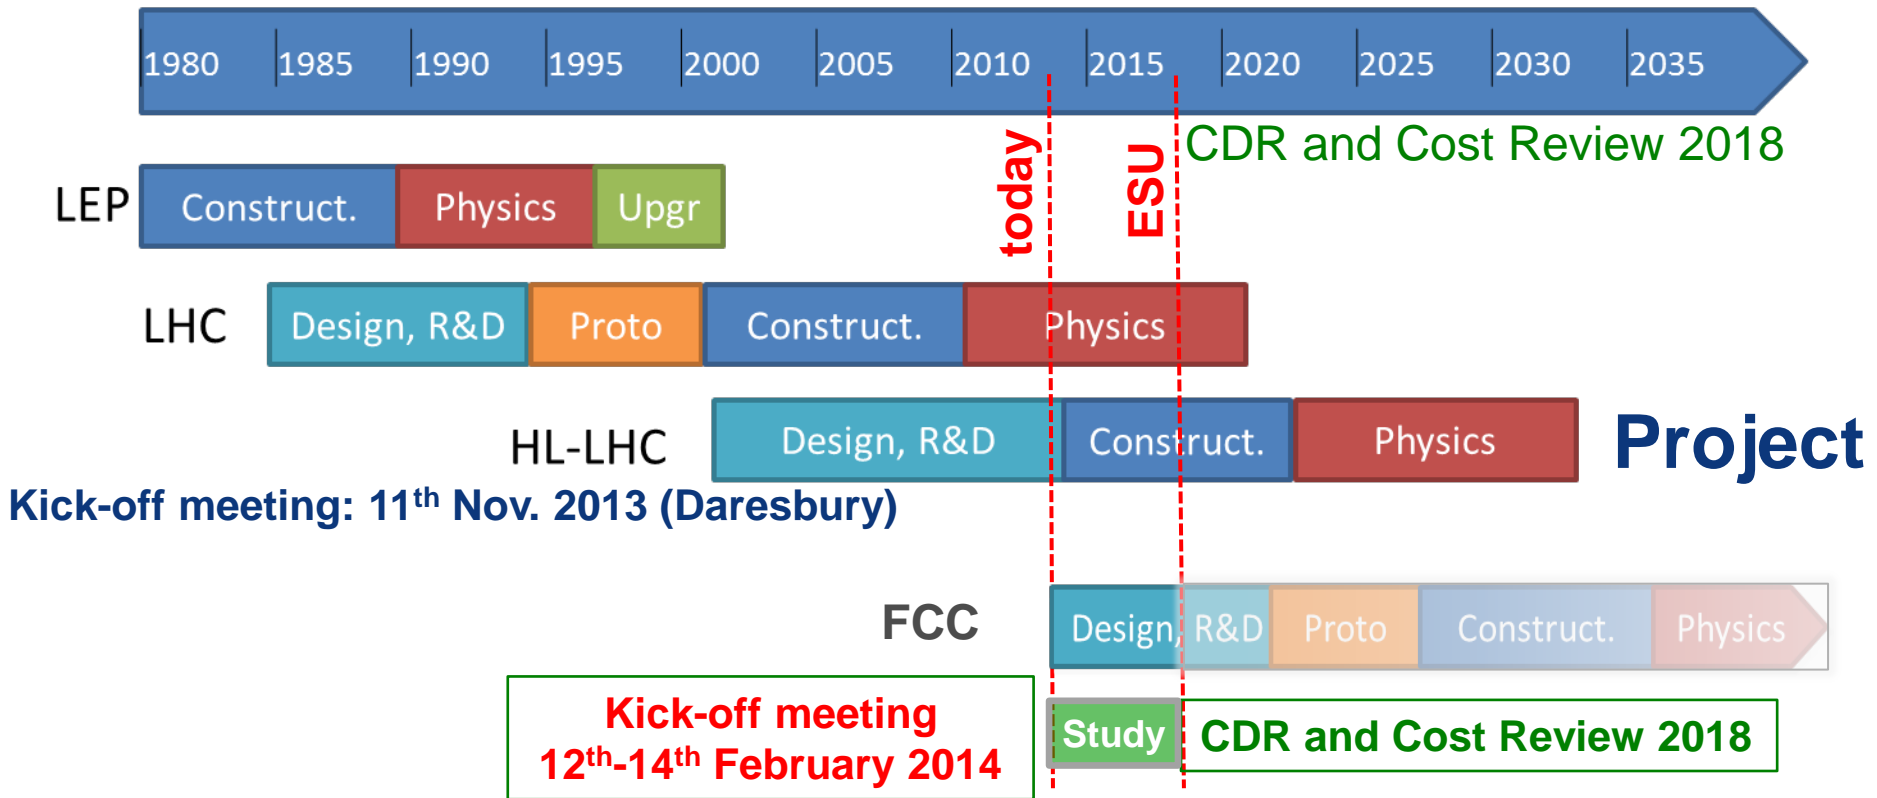 1980 1985 1990 1995 2000 2005 2010 2015 2020 2025 2030 2035
today
ESU
CDR and Cost Review 2018
LEP Construct. Physics Upgr
LHC Design, R&D Proto Construct. Physics
HL-LHC Design, R&D Construct. Physics Project
Kick-off meeting: 11th Nov. 2013 (Daresbury)
FCC Design, R&D Proto Construct. Physics
Kick-off meeting
12th-14th February 2014
Study
CDR and Cost Review 2018